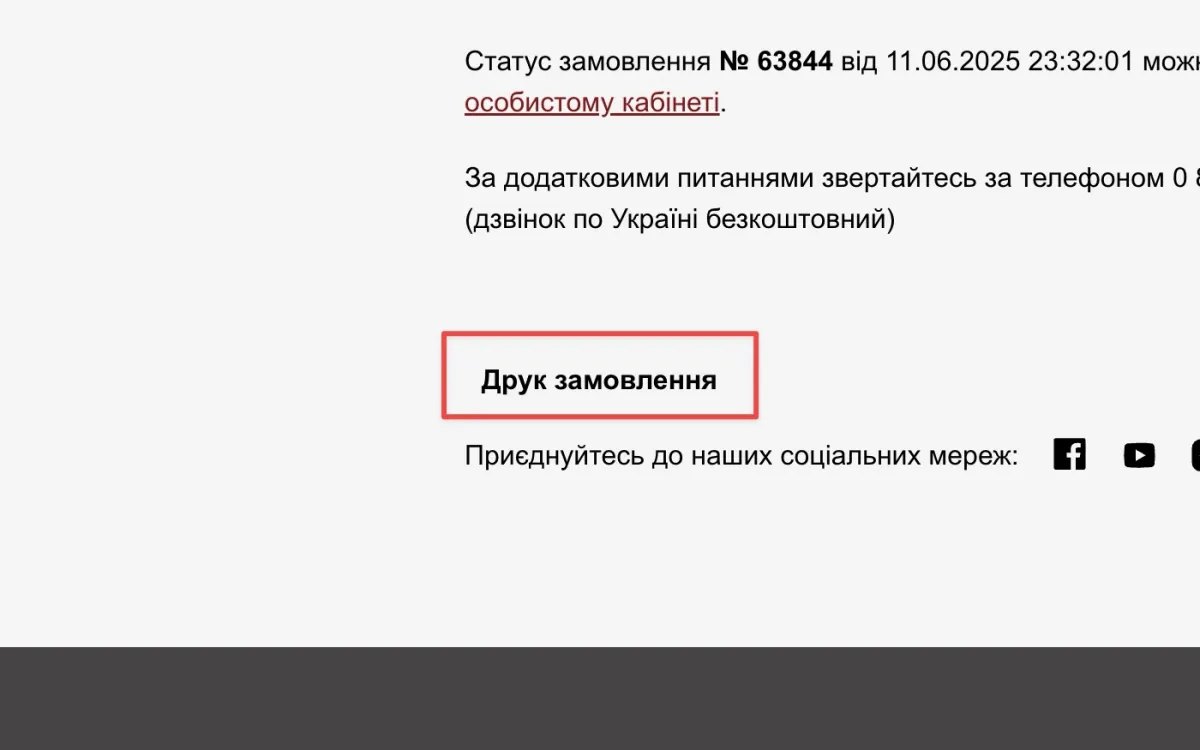 Статус замовлення № 63844 від 11.06.2025 23:32:01
особистому кабінеті.
За додатковими питаннями звертайтесь за телефоном 0
(дзвінок по Україні безкоштовний)
Друк замовлення
Приєднуйтесь до наших соціальних мереж: